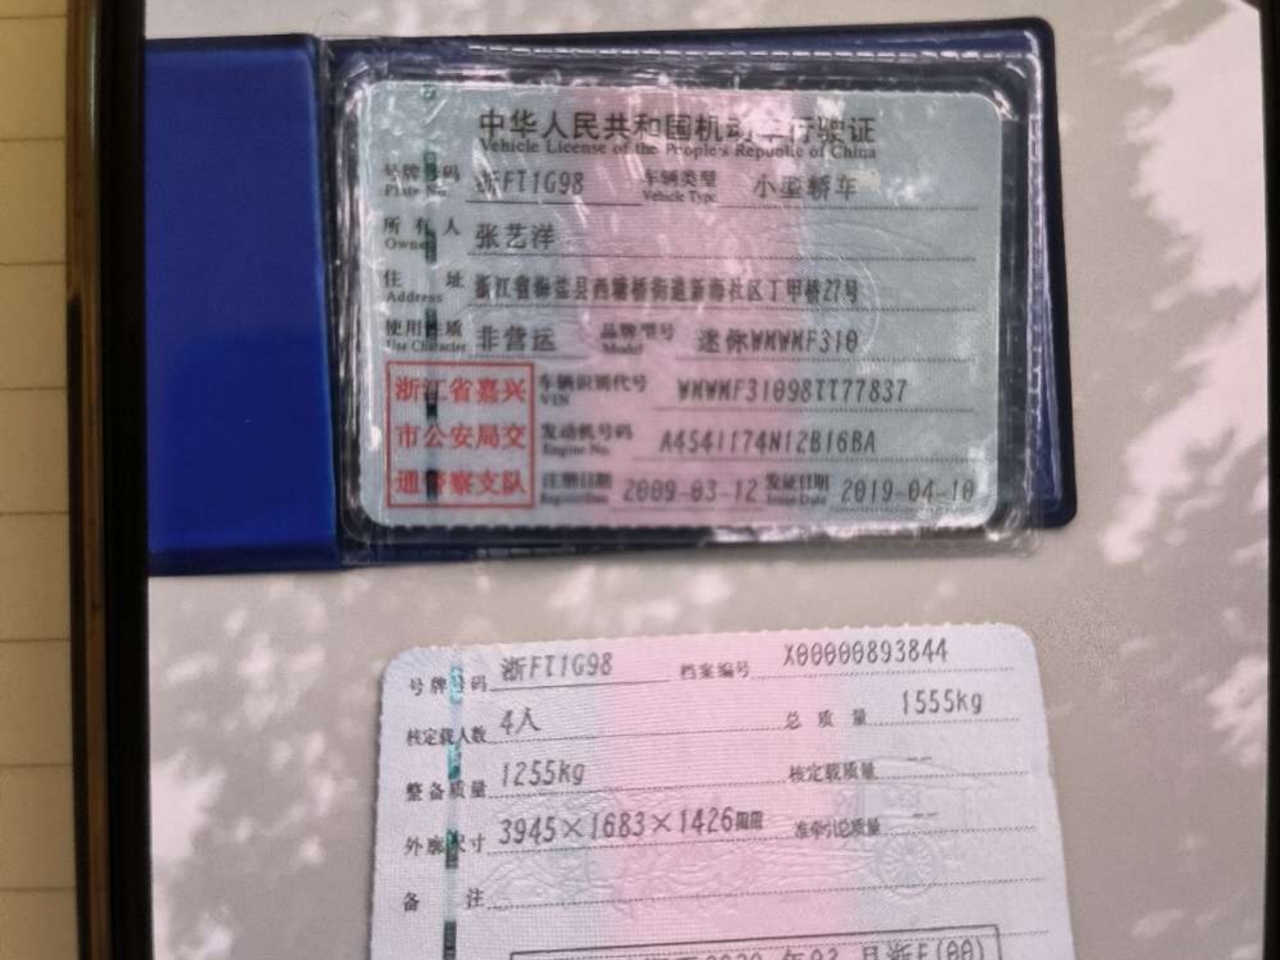 中华人民共和国机动车行驶证
Vehicle License of the People's Republic of China
号牌号码 浙FT1G98 车辆类型 小型轿车
Plate No. Vehicle Type
所有人 张艺洋
Owner
住址 浙江省海盐县西塘桥街道新海社区丁甲桥27号
Address
使用性质 非营运 品牌型号 迷你WMWMF310
Use Character Model
浙江省嘉兴
市公安局交
通警察支队
车辆识别代号 WMWMF31098TT77837
VIN
发动机号码 A4541174N12B16BA
Engine No.
注册日期 2009-03-12 发证日期 2019-04-10
Register Date Issue Date
号牌号码 浙FT1G98 档案编号 X00000893844
核定载人数 4人 总质量 1555kg
整备质量 1255kg 核定载质量 --
外廓尺寸 3945×1683×1426mm 准牵引总质量 --
备注
年03月浙F(00)